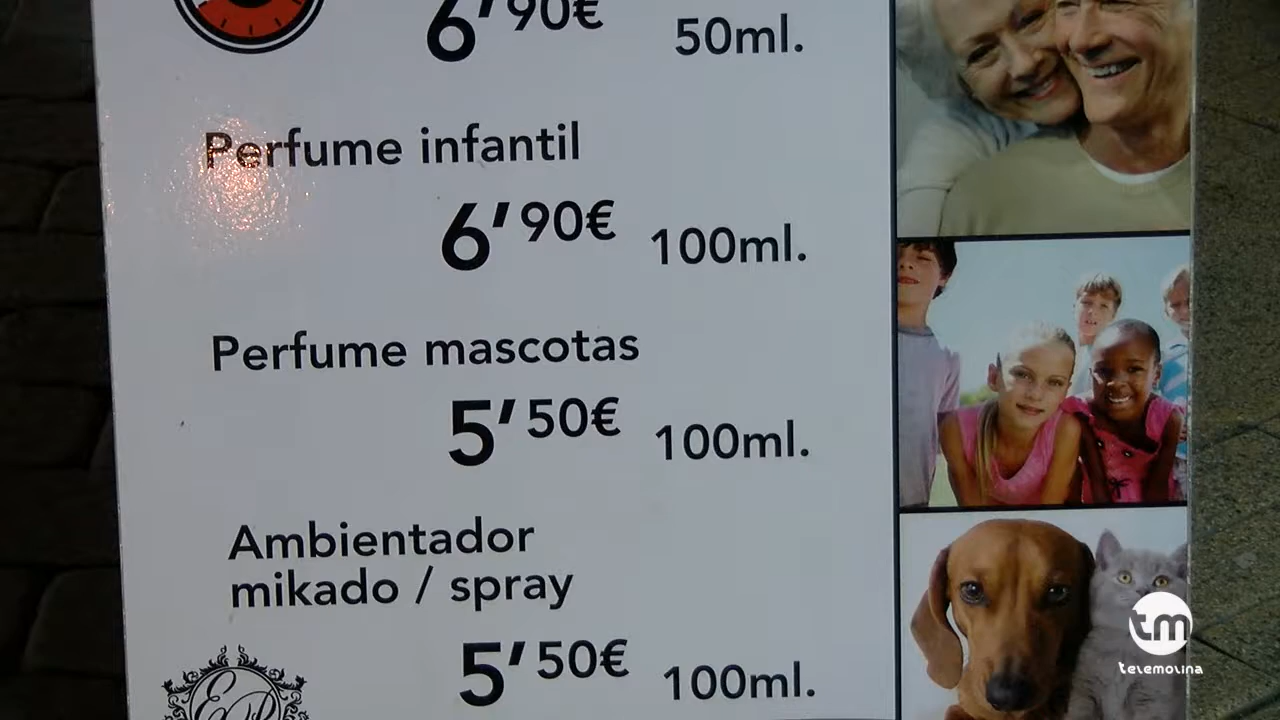 6'90€ 50ml.
Perfume infantil
6'90€ 100ml.
Perfume mascotas
5'50€ 100ml.
Ambientador
mikado / spray
5'50€ 100ml.
tm
telemolina